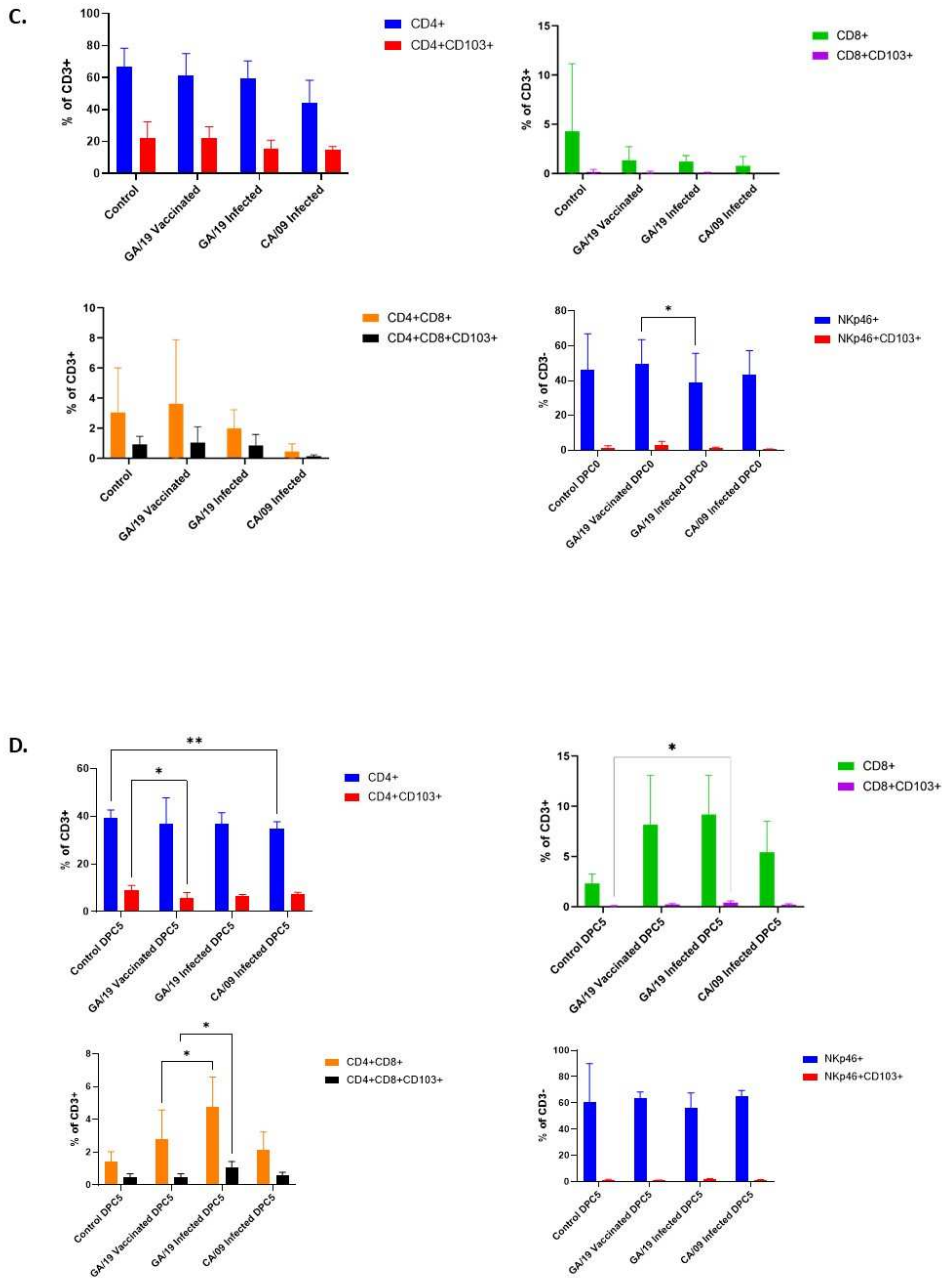 C.
% of CD3+
100
80
60
40
20
0
CD4+
CD4+CD103+
Control
GA/19 Vaccinated
GA/19 Infected
CA/09 Infected
% of CD3+
15
10
5
0
CD8+
CD8+CD103+
Control
GA/19 Vaccinated
GA/19 Infected
CA/09 Infected
% of CD3+
10
8
6
4
2
0
CD4+CD8+
CD4+CD8+CD103+
Control
GA/19 Vaccinated
GA/19 Infected
CA/09 Infected
% of CD3-
80
60
40
20
0
*
NKp46+
NKp46+CD103+
Control DPC0
GA/19 Vaccinated DPC0
GA/19 Infected DPC0
CA/09 Infected DPC0
D.
% of CD3+
60
40
20
0
**
*
CD4+
CD4+CD103+
Control DPC5
GA/19 Vaccinated DPC5
GA/19 Infected DPC5
CA/09 Infected DPC5
% of CD3+
15
10
5
0
*
CD8+
CD8+CD103+
Control DPC5
GA/19 Vaccinated DPC5
GA/19 Infected DPC5
CA/09 Infected DPC5
% of CD3+
8
6
4
2
0
*
*
CD4+CD8+
CD4+CD8+CD103+
Control DPC5
GA/19 Vaccinated DPC5
GA/19 Infected DPC5
CA/09 Infected DPC5
% of CD3-
100
80
60
40
20
0
NKp46+
NKp46+CD103+
Control DPC5
GA/19 Vaccinated DPC5
GA/19 Infected DPC5
CA/09 Infected DPC5